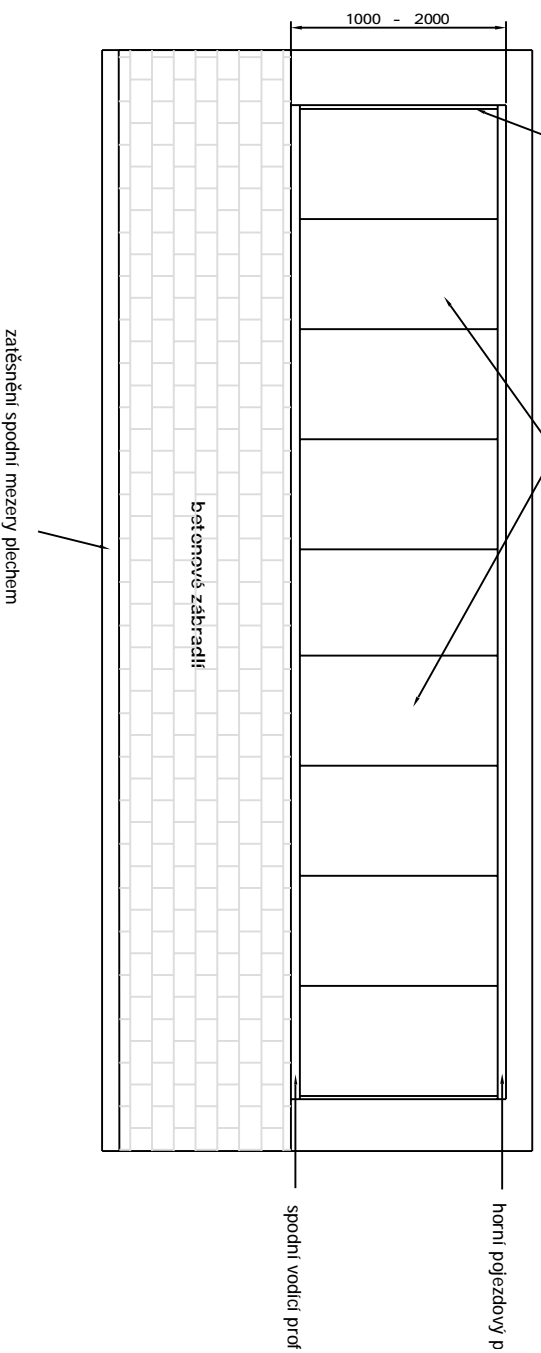 1000 - 2000
horní pojezdový p
spodní vodící prof
betonové zábradlí
zatěsnění spodní mezery plechem